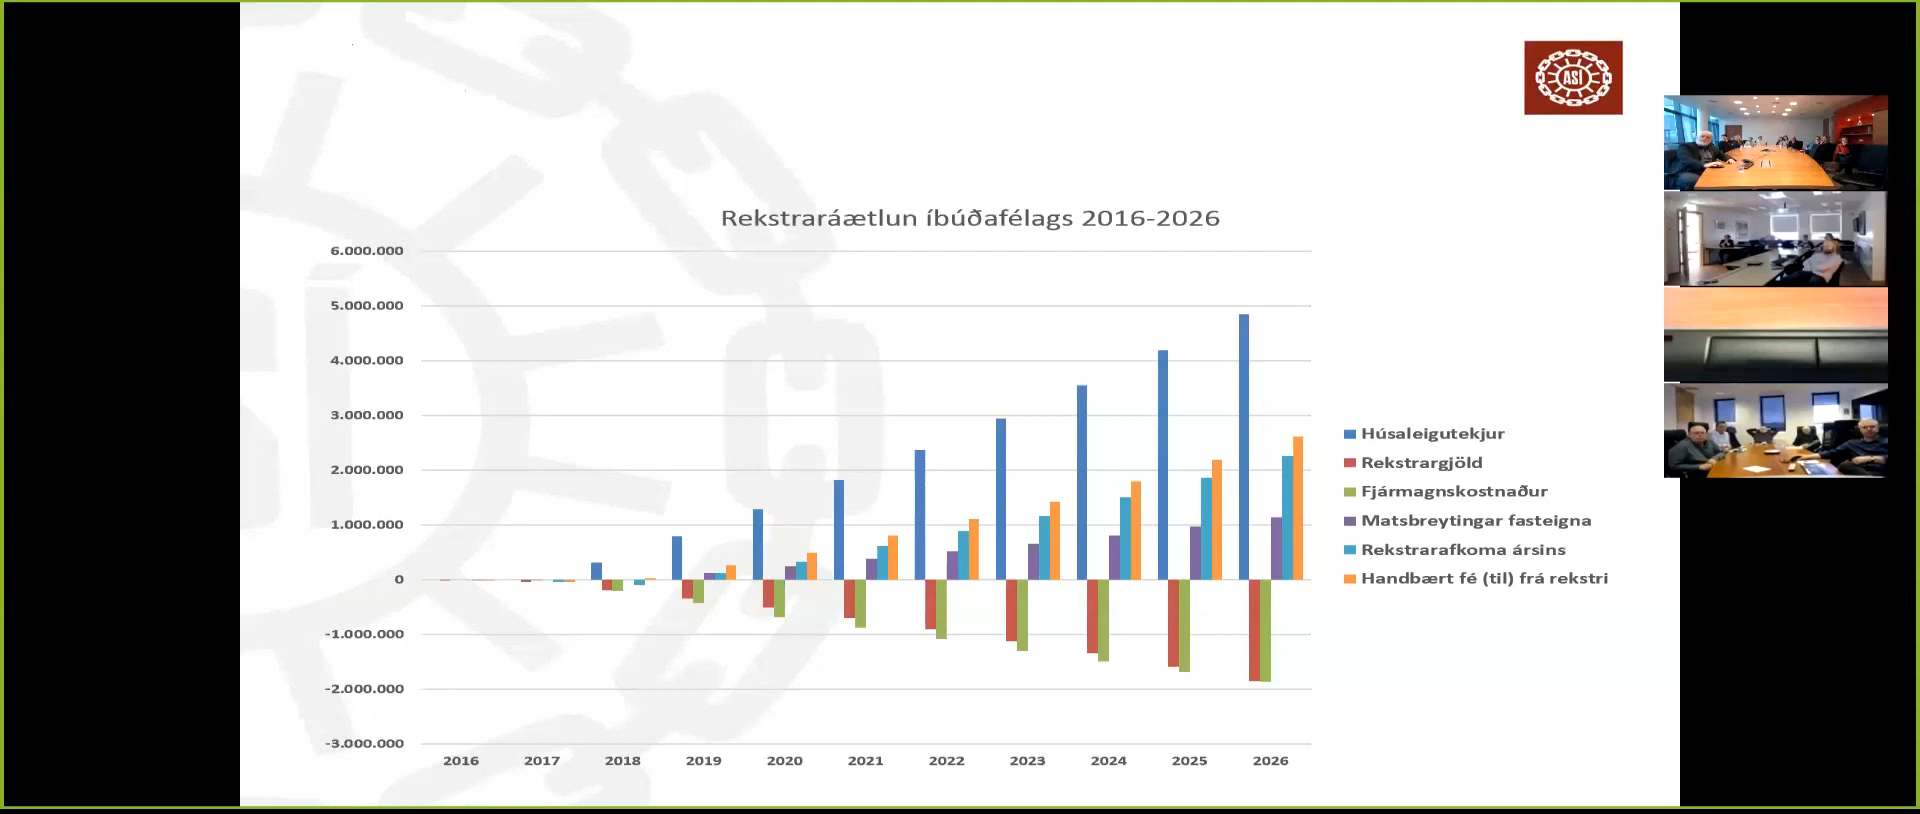 ASÍ
Rekstraráætlun íbúðafélags 2016-2026
6.000.000
5.000.000
4.000.000
3.000.000
2.000.000
1.000.000
0
-1.000.000
-2.000.000
-3.000.000
2016 2017 2018 2019 2020 2021 2022 2023 2024 2025 2026
Húsaleigutekjur
Rekstrargjöld
Fjármagnskostnaður
Matsbreytingar fasteigna
Rekstrarafkoma ársins
Handbært fé (til) frá rekstri